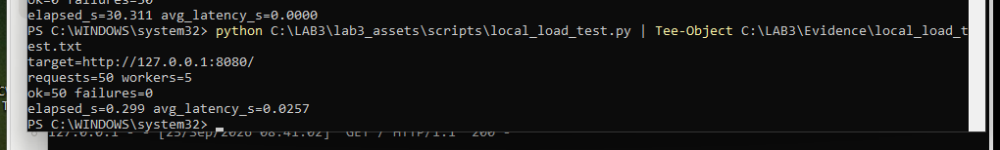 ok=0 failures=50
elapsed_s=30.311 avg_latency_s=0.0000
PS C:\WINDOWS\system32> python C:\LAB3\lab3_assets\scripts\local_load_test.py | Tee-Object C:\LAB3\Evidence\local_load_t
est.txt
target=http://127.0.0.1:8080/
requests=50 workers=5
ok=50 failures=0
elapsed_s=0.299 avg_latency_s=0.0257
PS C:\WINDOWS\system32>
127.0.0.1 - - [23/Sep/2026 08:41:02] "GET / HTTP/1.1" 200 -